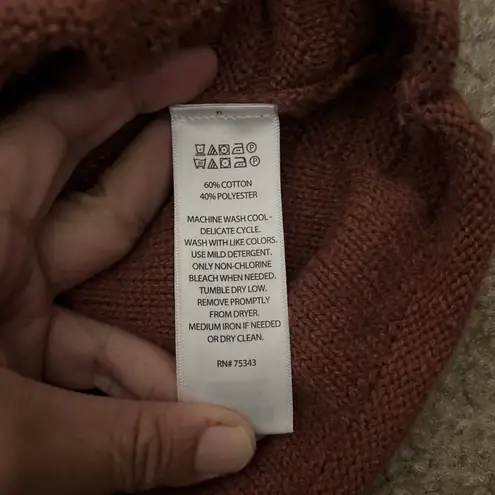 60% COTTON
40% POLYESTER
MACHINE WASH COOL -
DELICATE CYCLE.
WASH WITH LIKE COLORS.
USE MILD DETERGENT.
ONLY NON-CHLORINE
BLEACH WHEN NEEDED.
TUMBLE DRY LOW.
REMOVE PROMPTLY
FROM DRYER.
MEDIUM IRON IF NEEDED
OR DRY CLEAN.
RN# 75343